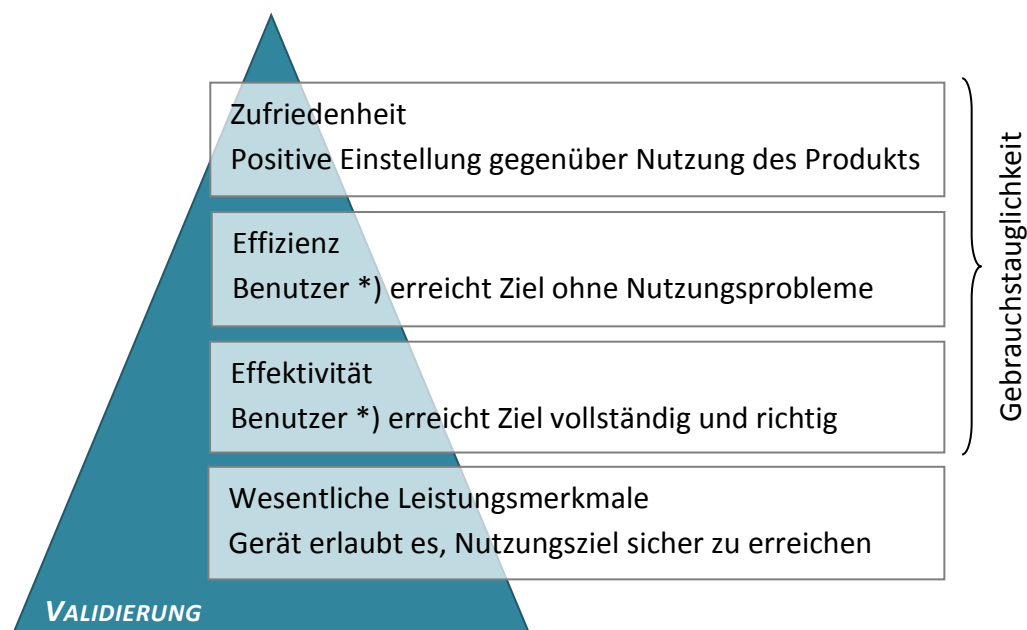 Zufriedenheit
Positive Einstellung gegenüber Nutzung des Produkts
Effizienz
Benutzer *) erreicht Ziel ohne Nutzungsprobleme
Effektivität
Benutzer *) erreicht Ziel vollständig und richtig
Wesentliche Leistungsmerkmale
Gerät erlaubt es, Nutzungsziel sicher zu erreichen
VALIDIERUNG
Gebrauchstauglichkeit